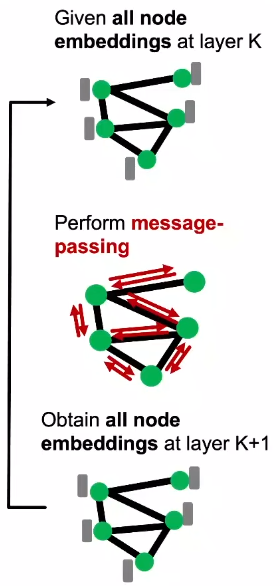 Given all node
embeddings at layer K
Perform message-
passing
Obtain all node
embeddings at layer K+1